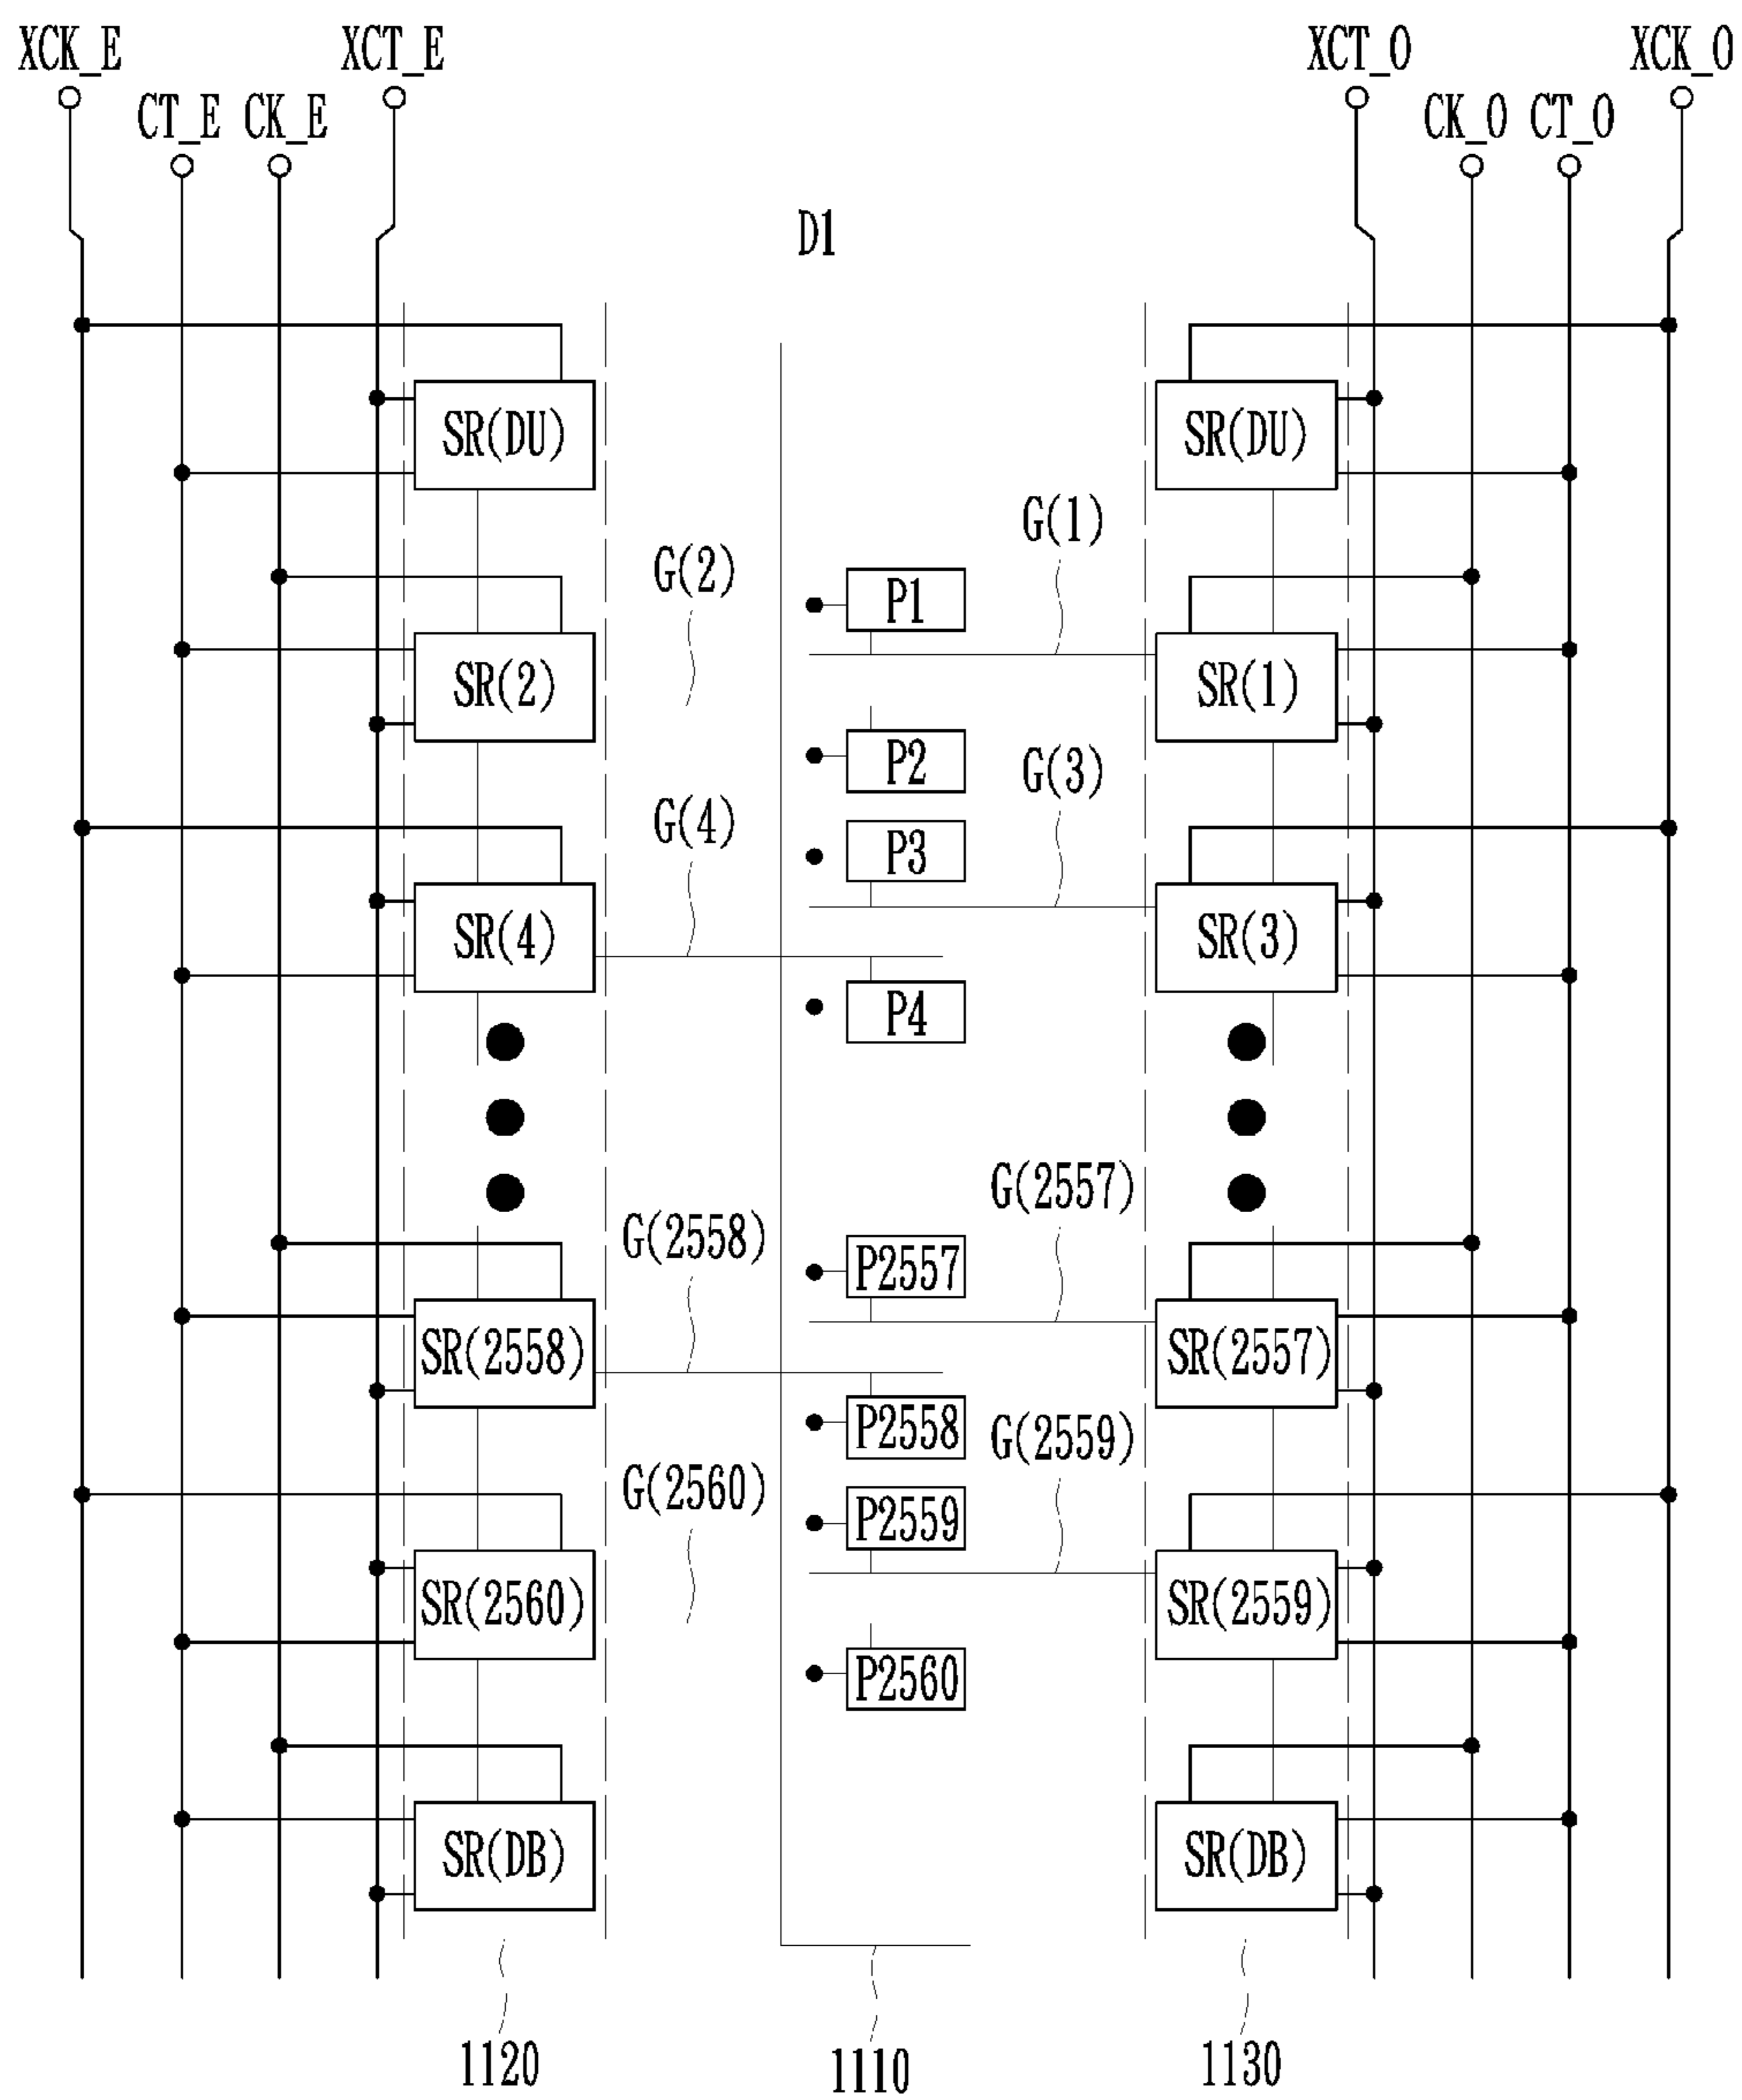 XCK_E XCT_E XCT_O XCK_O
CT_E CK_E CK_O CT_O
D1
SR(DU) SR(DU)
G(1)
G(2)
P1
SR(2) SR(1)
P2 G(3)
G(4)
P3
SR(4) SR(3)
P4
G(2557)
G(2558)
P2557
SR(2558) SR(2557)
P2558 G(2559)
G(2560)
P2559
SR(2560) SR(2559)
P2560
SR(DB) SR(DB)
1120 1110 1130